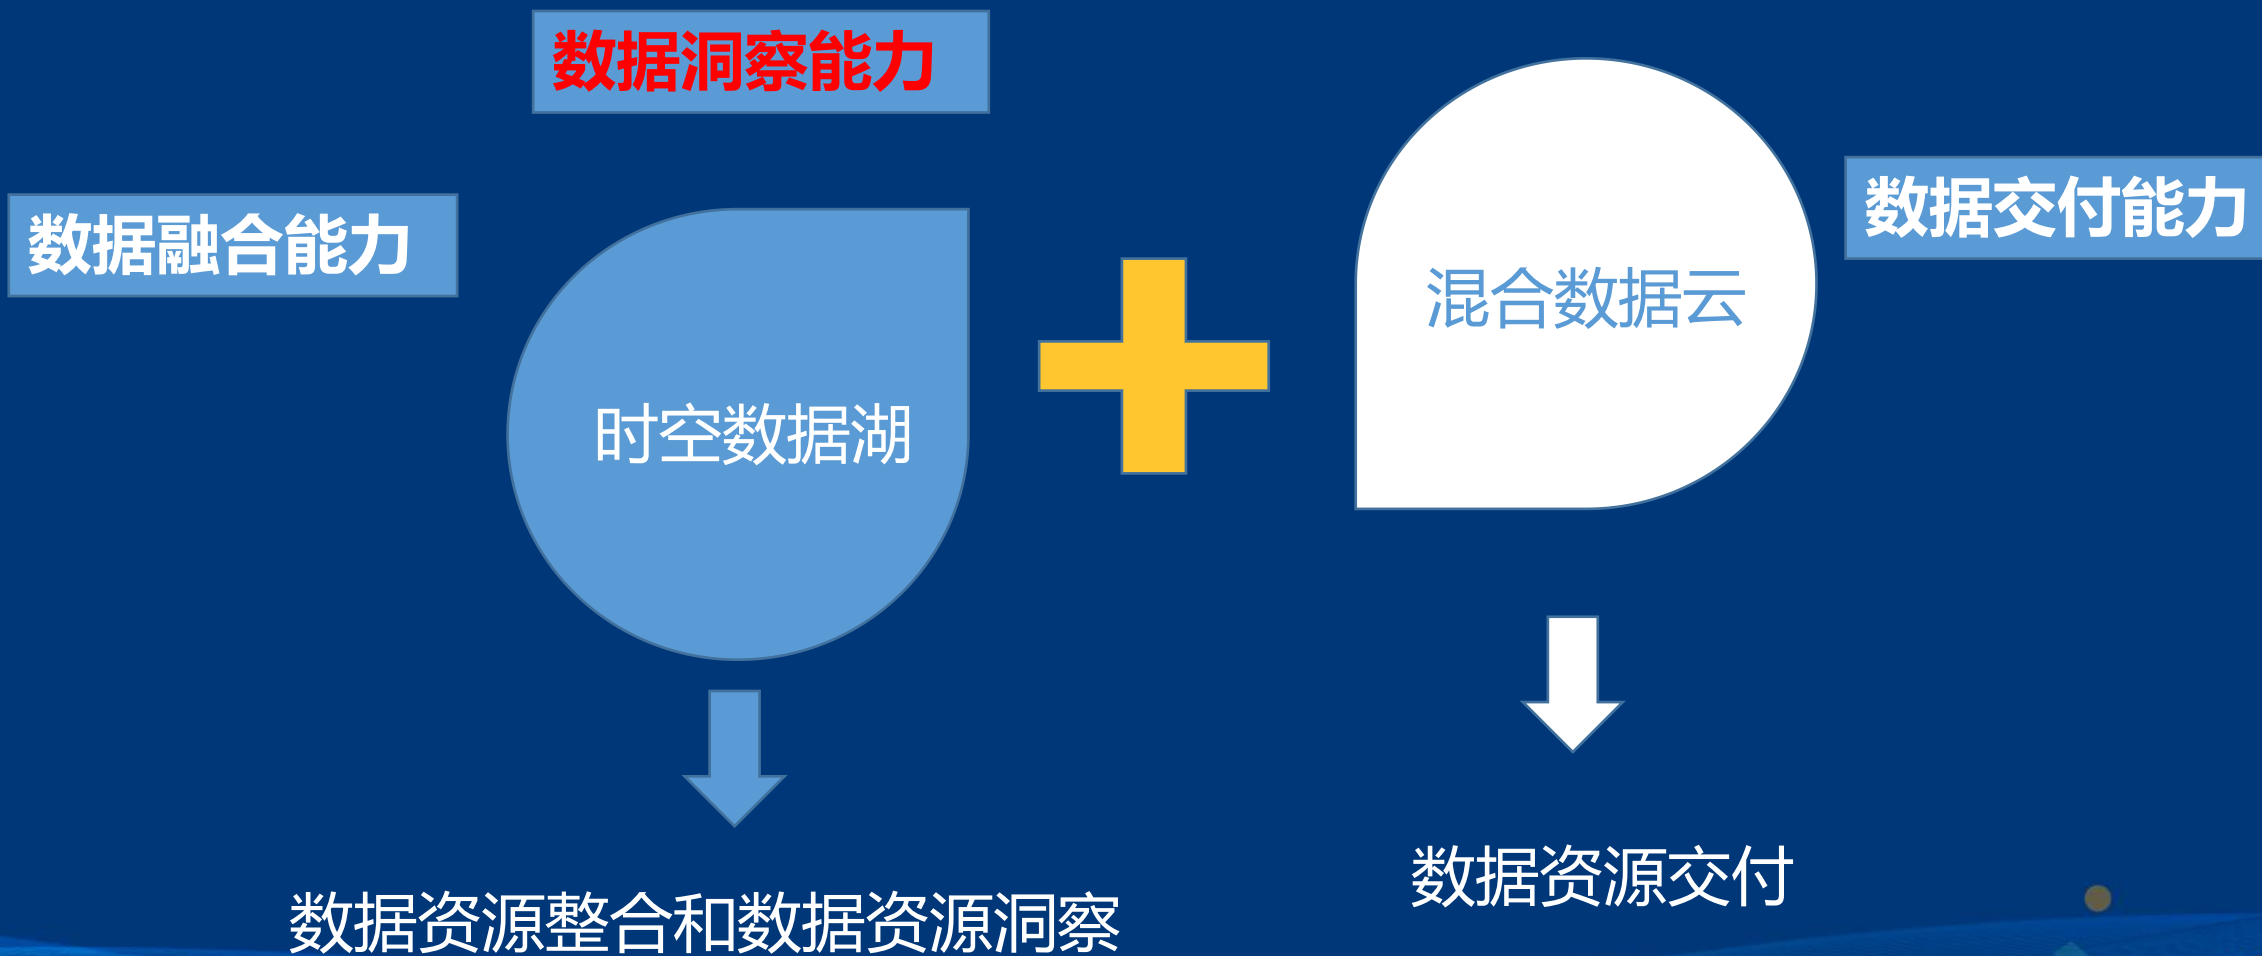 数据洞察能力
数据融合能力
数据交付能力
时空数据湖
混合数据云
数据资源整合和数据资源洞察
数据资源交付